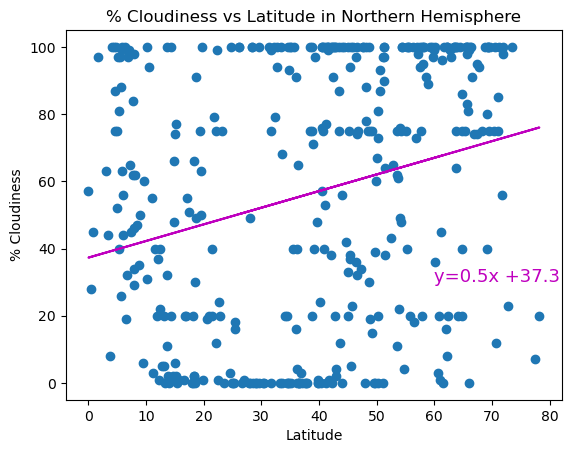 % Cloudiness vs Latitude in Northern Hemisphere
100
80
60
40
20
0
% Cloudiness
y=0.5x +37.3
0 10 20 30 40 50 60 70 80
Latitude